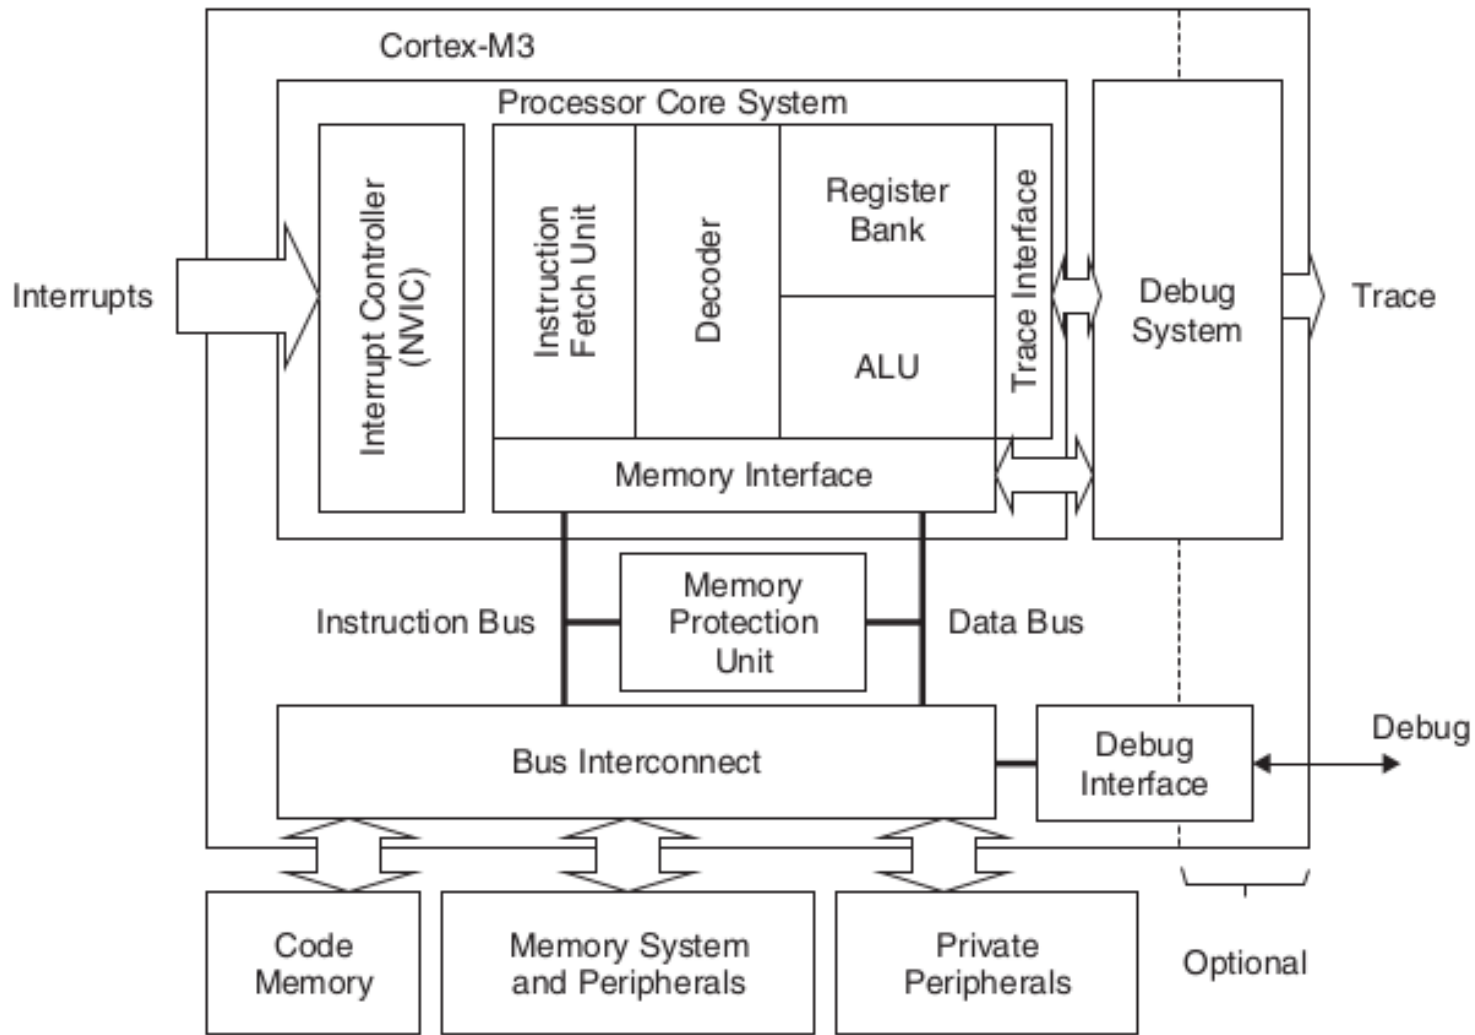 Cortex-M3
Processor Core System
Interrupts
Interrupt Controller
(NVIC)
Instruction
Fetch Unit
Decoder
Register
Bank
ALU
Trace Interface
Debug
System
Trace
Memory Interface
Instruction Bus
Memory
Protection
Unit
Data Bus
Bus Interconnect
Debug
Interface
Debug
Code
Memory
Memory System
and Peripherals
Private
Peripherals
Optional